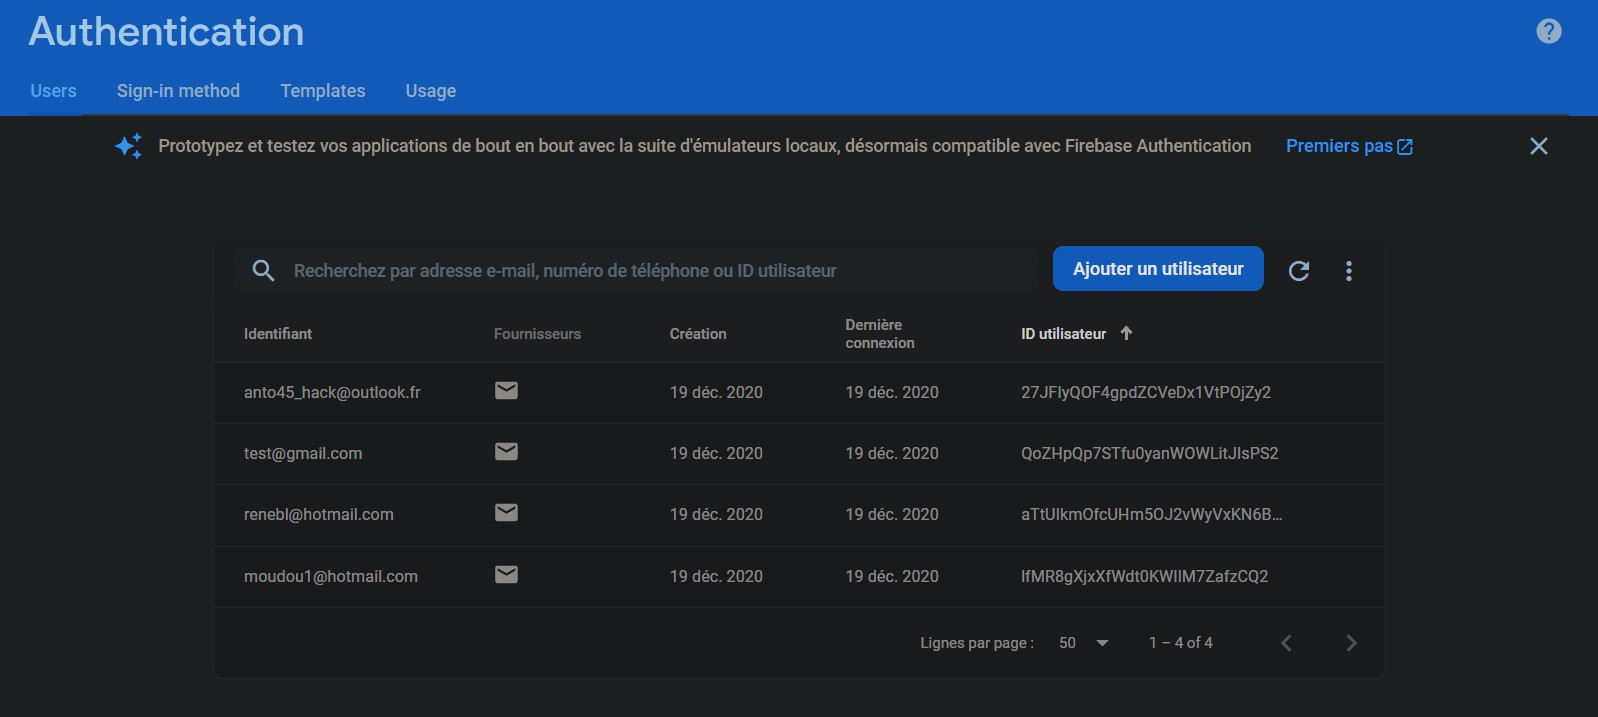 Authentication
Users Sign-in method Templates Usage
Prototypez et testez vos applications de bout en bout avec la suite d'émulateurs locaux, désormais compatible avec Firebase Authentication Premiers pas
Recherchez par adresse e-mail, numéro de téléphone ou ID utilisateur Ajouter un utilisateur
Identifiant Fournisseurs Création Dernière connexion ID utilisateur
anto45_hack@outlook.fr 19 déc. 2020 19 déc. 2020 27JFlyQOF4gpdZCVeDx1VtPOjZy2
test@gmail.com 19 déc. 2020 19 déc. 2020 QoZHpQp7STfu0yanWOWLitJIsPS2
renebl@hotmail.com 19 déc. 2020 19 déc. 2020 aTtUlkmOfcUHm5OJ2vWyVxKN6B...
moudou1@hotmail.com 19 déc. 2020 19 déc. 2020 lfMR8gXjxXfWdt0KWIlM7ZafzCQ2
Lignes par page : 50 1 – 4 of 4